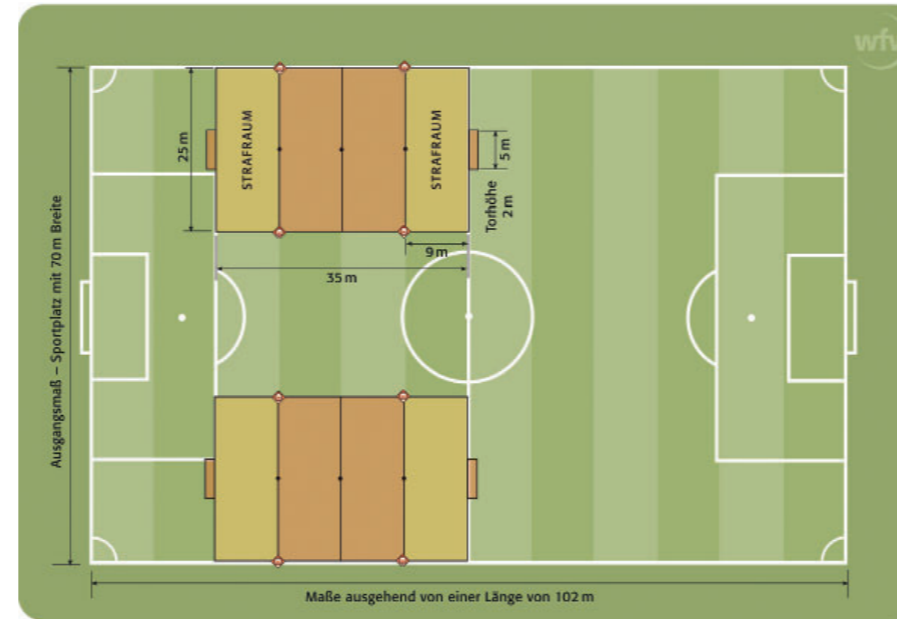 wfv
Ausgangsmaß – Sportplatz mit 70 m Breite
25 m
STRAFRAUM
STRAFRAUM
5 m
Torhöhe
2 m
9 m
35 m
Maße ausgehend von einer Länge von 102 m